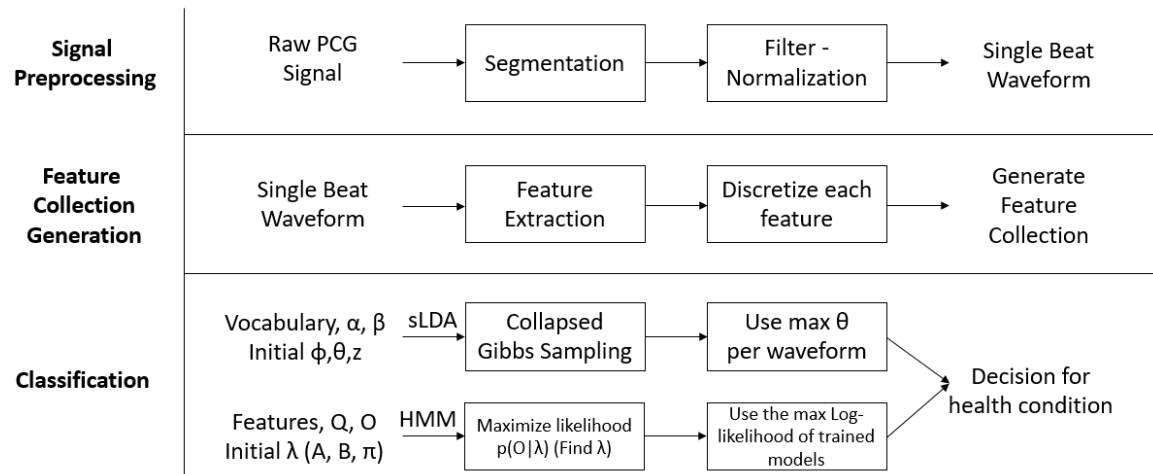 Signal
Preprocessing
Raw PCG
Signal
Segmentation
Filter -
Normalization
Single Beat
Waveform
Feature
Collection
Generation
Single Beat
Waveform
Feature
Extraction
Discretize each
feature
Generate
Feature
Collection
Classification
Vocabulary, α, β
Initial ϕ,θ,z
sLDA
Collapsed
Gibbs Sampling
Use max θ
per waveform
Features, Q, O
Initial λ (A, B, π)
HMM
Maximize likelihood
p(O|λ) (Find λ)
Use the max Log-
likelihood of trained
models
Decision for
health condition